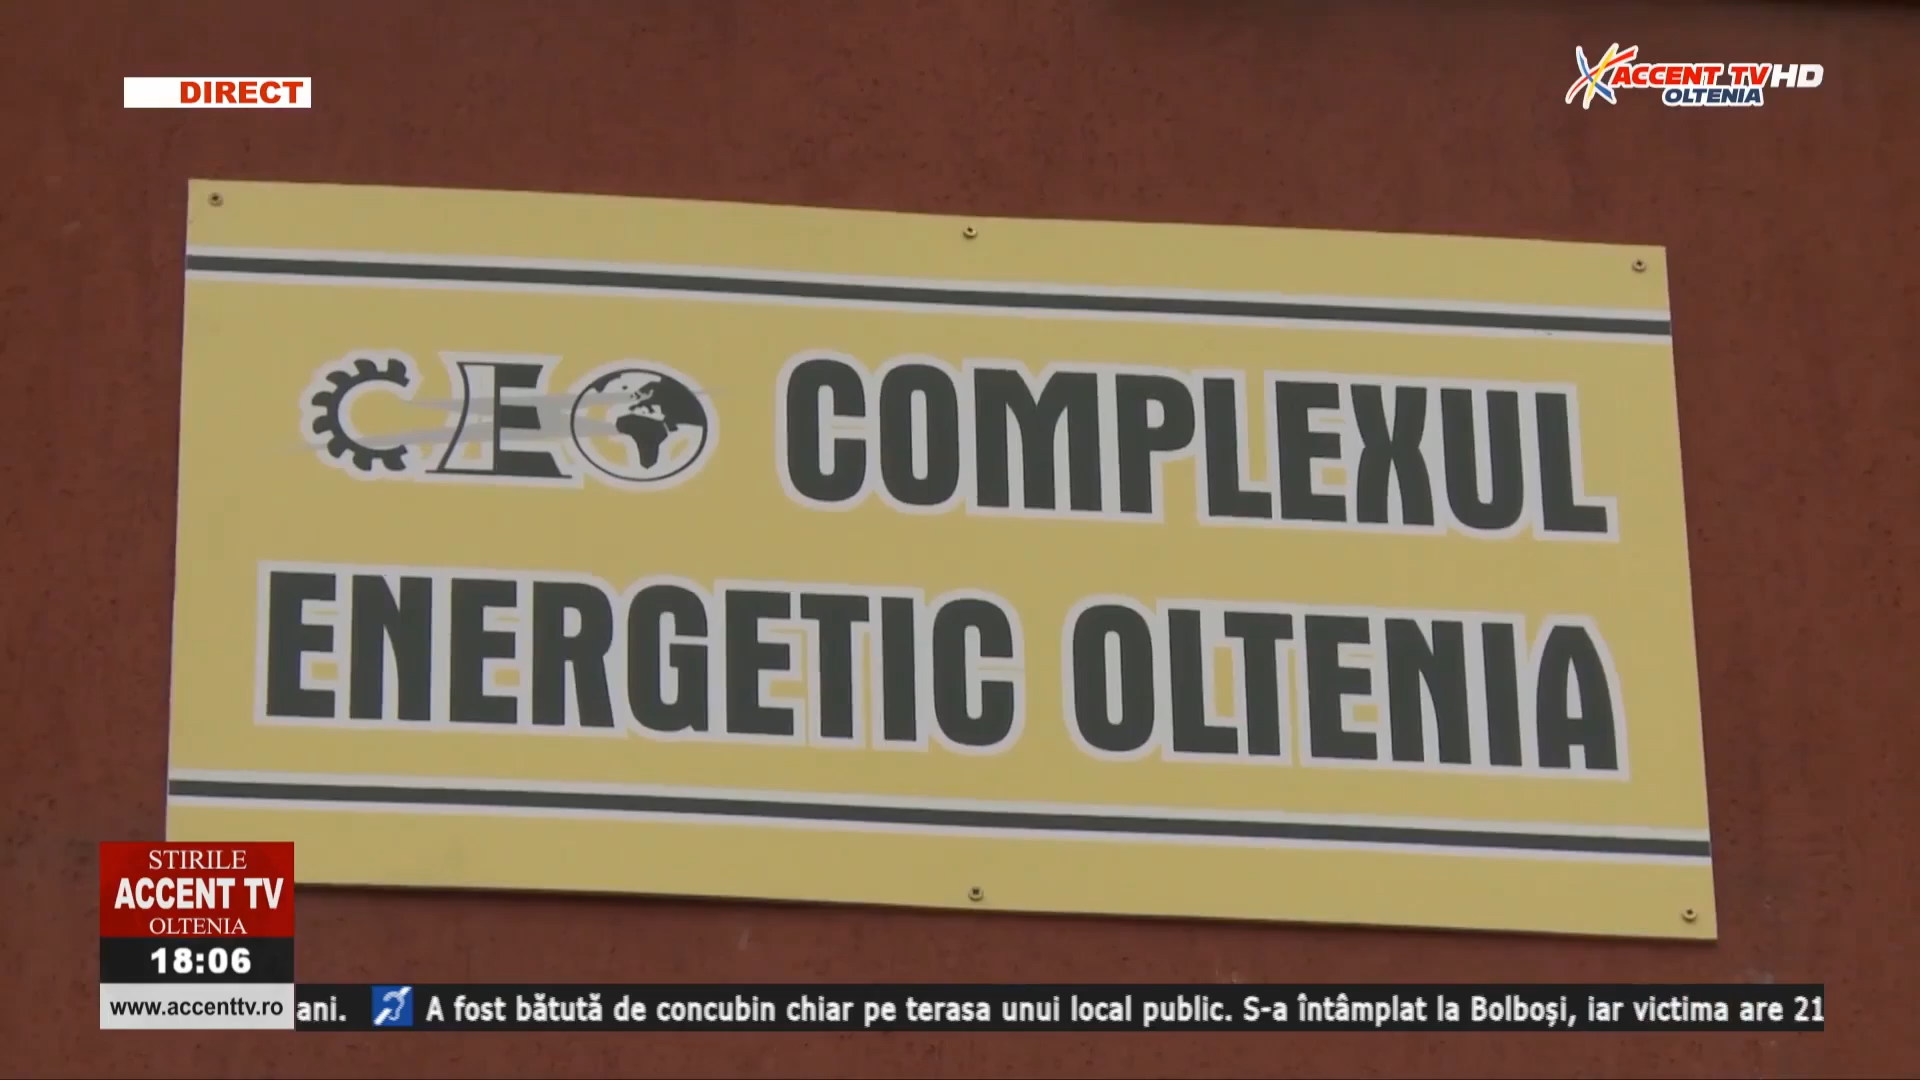 DIRECT
ACCENT TV HD
OLTENIA
CEO COMPLEXUL
ENERGETIC OLTENIA
STIRILE
ACCENT TV
OLTENIA
18:06
www.accenttv.ro
ani. A fost bătută de concubin chiar pe terasa unui local public. S-a întâmplat la Bolboși, iar victima are 21